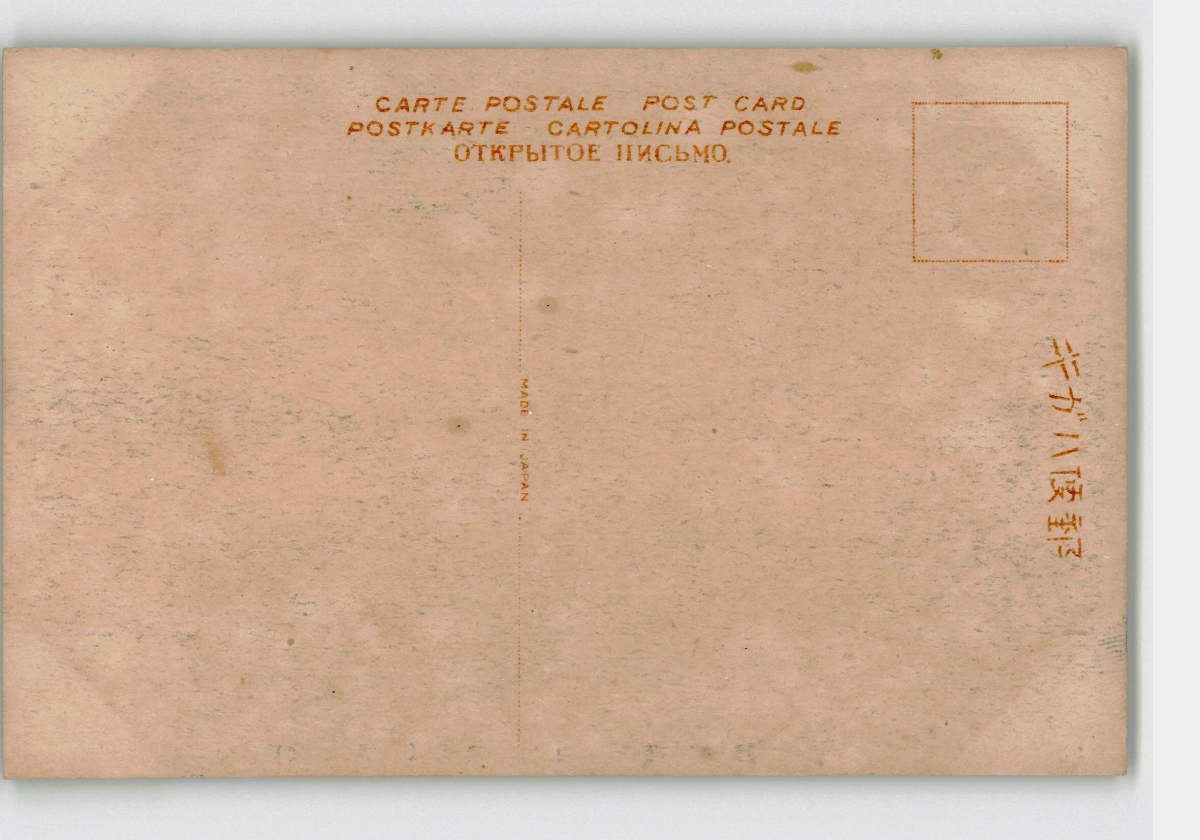 CARTE POSTALE POST CARD
POSTKARTE CARTOLINA POSTALE
ОТКРЫТОЕ ПИСЬМО.
MADE IN JAPAN
郵便ハガキ